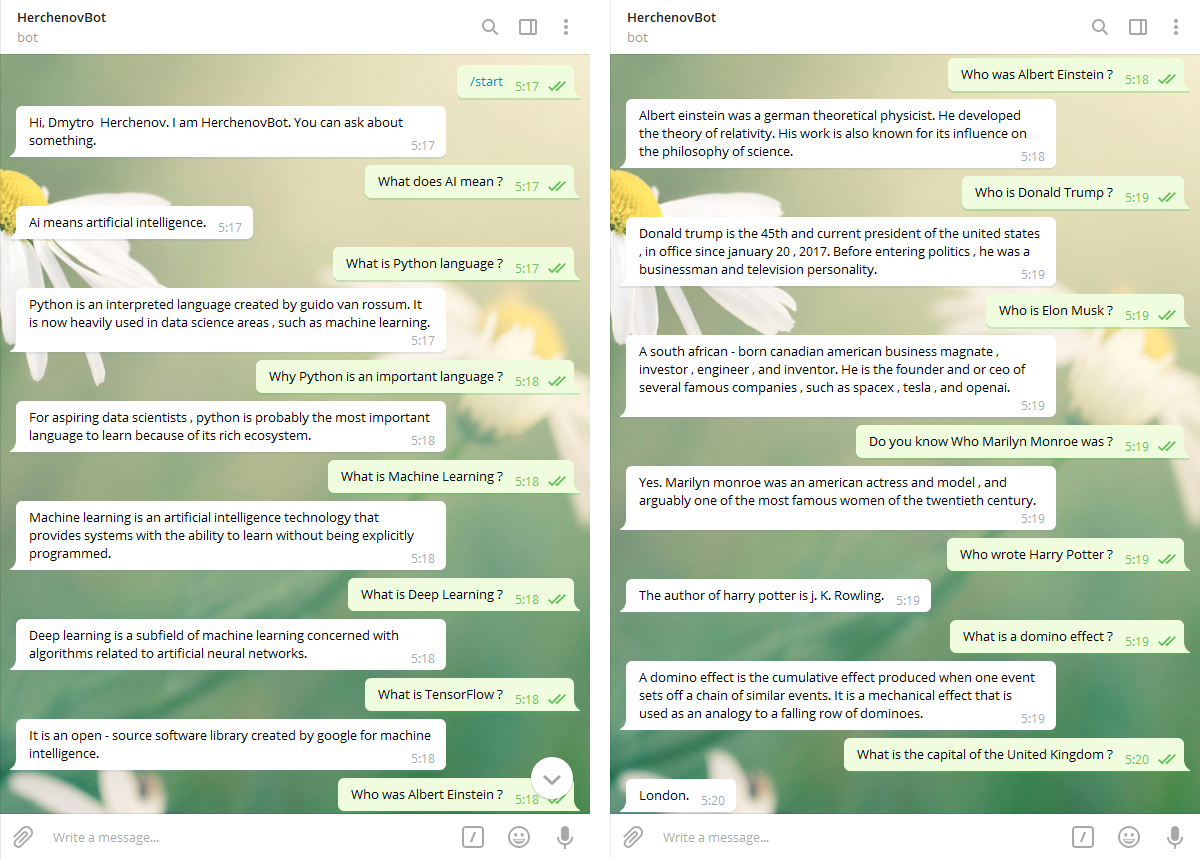 HerchenovBot
bot
/start 5:17
Hi, Dmytro  Herchenov. I am HerchenovBot. You can ask about
something. 5:17
What does AI mean ? 5:17
Ai means artificial intelligence. 5:17
What is Python language ? 5:17
Python is an interpreted language created by guido van rossum. It
is now heavily used in data science areas , such as machine learning.
5:17
Why Python is an important language ? 5:18
For aspiring data scientists , python is probably the most important
language to learn because of its rich ecosystem. 5:18
What is Machine Learning ? 5:18
Machine learning is an artificial intelligence technology that
provides systems with the ability to learn without being explicitly
programmed. 5:18
What is Deep Learning ? 5:18
Deep learning is a subfield of machine learning concerned with
algorithms related to artificial neural networks. 5:18
What is TensorFlow ? 5:18
It is an open - source software library created by google for machine
intelligence. 5:18
Who was Albert Einstein ? 5:18
Write a message...
HerchenovBot
bot
Who was Albert Einstein ? 5:18
Albert einstein was a german theoretical physicist. He developed
the theory of relativity. His work is also known for its influence on
the philosophy of science. 5:18
Who is Donald Trump ? 5:19
Donald trump is the 45th and current president of the united states
, in office since january 20 , 2017. Before entering politics , he was a
businessman and television personality. 5:19
Who is Elon Musk ? 5:19
A south african - born canadian american business magnate ,
investor , engineer , and inventor. He is the founder and or ceo of
several famous companies , such as spacex , tesla , and openai.
5:19
Do you know Who Marilyn Monroe was ? 5:19
Yes. Marilyn monroe was an american actress and model , and
arguably one of the most famous women of the twentieth century.
5:19
Who wrote Harry Potter ? 5:19
The author of harry potter is j. K. Rowling. 5:19
What is a domino effect ? 5:19
A domino effect is the cumulative effect produced when one event
sets off a chain of similar events. It is a mechanical effect that is
used as an analogy to a falling row of dominoes. 5:19
What is the capital of the United Kingdom ? 5:20
London. 5:20
Write a message...